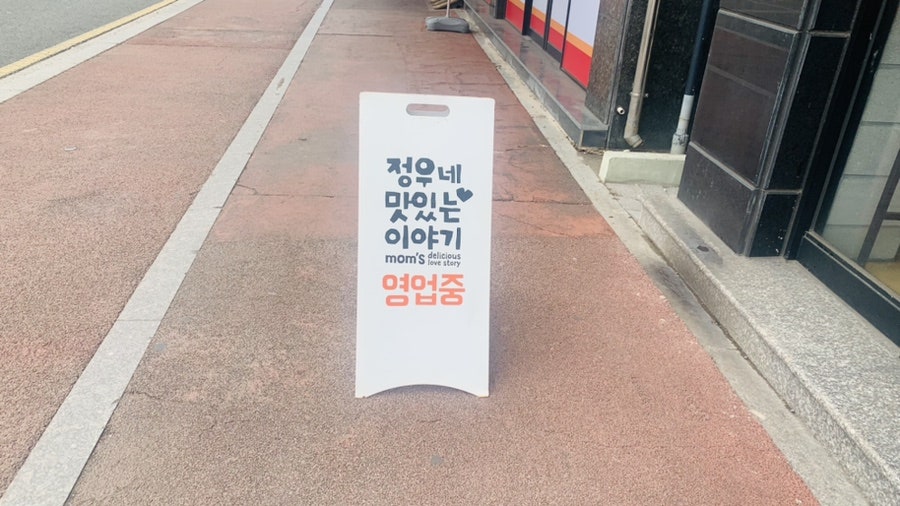 정우네
맛있는
이야기
mom's delicious love story
영업중